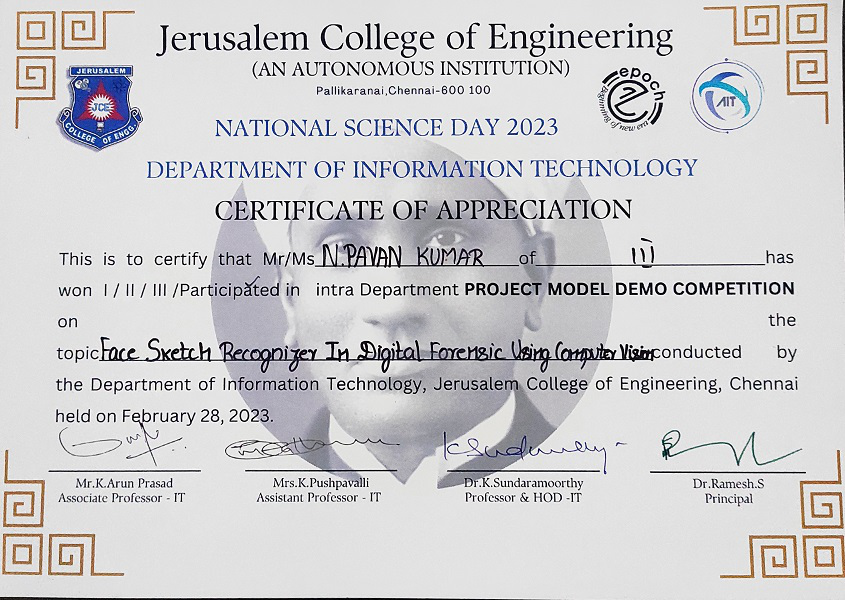 Jerusalem College of Engineering
(AN AUTONOMOUS INSTITUTION)
Pallikaranai,Chennai-600 100
JERUSALEM
JCE
COLLEGE OF ENGG.
epoch
beginning of new era
AIT
NATIONAL SCIENCE DAY 2023
DEPARTMENT OF INFORMATION TECHNOLOGY
CERTIFICATE OF APPRECIATION
This is to certify that Mr/Ms N.PAVAN KUMAR of III has
won I / II / III /Participated in intra Department PROJECT MODEL DEMO COMPETITION
on the
topic Face Sketch Recognizer In Digital Forensic Using Computer Vision conducted by
the Department of Information Technology, Jerusalem College of Engineering, Chennai
held on February 28, 2023.
Mr.K.Arun Prasad
Associate Professor - IT
Mrs.K.Pushpavalli
Assistant Professor - IT
Dr.K.Sundaramoorthy
Professor & HOD -IT
Dr.Ramesh.S
Principal